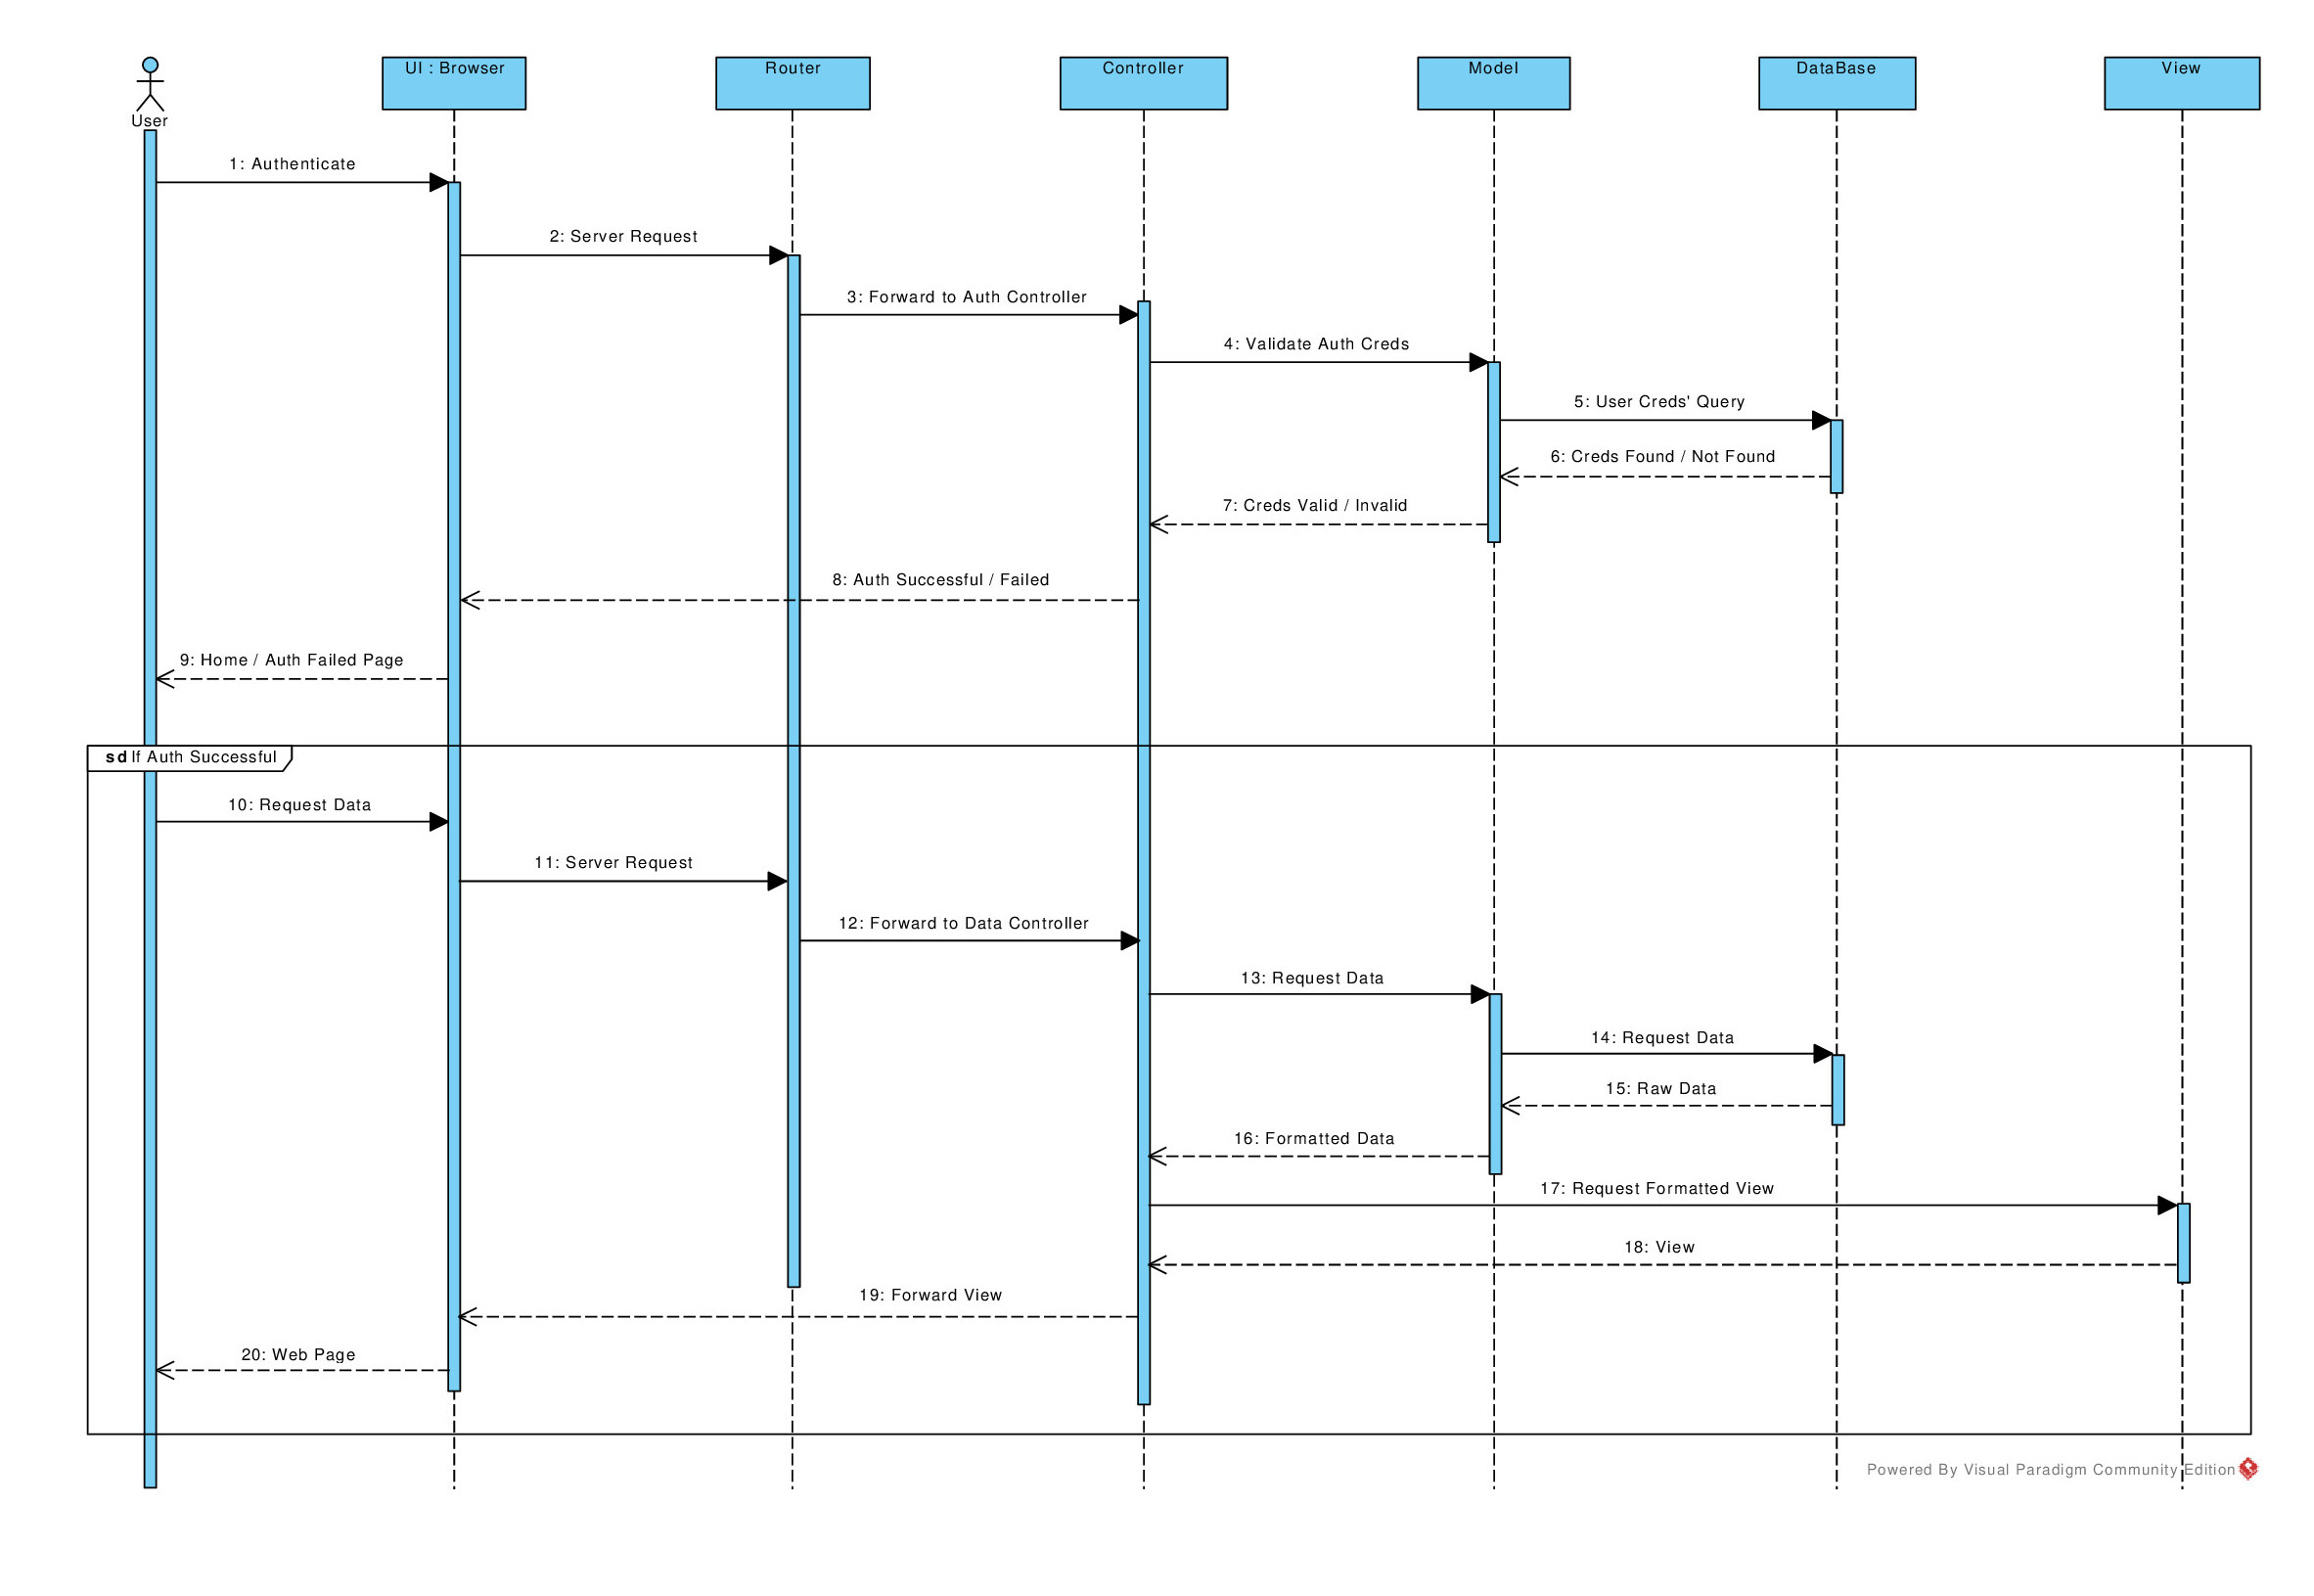 User
UI : Browser
Router
Controller
Model
DataBase
View
1: Authenticate
2: Server Request
3: Forward to Auth Controller
4: Validate Auth Creds
5: User Creds' Query
6: Creds Found / Not Found
7: Creds Valid / Invalid
8: Auth Successful / Failed
9: Home / Auth Failed Page
sd If Auth Successful
10: Request Data
11: Server Request
12: Forward to Data Controller
13: Request Data
14: Request Data
15: Raw Data
16: Formatted Data
17: Request Formatted View
18: View
19: Forward View
20: Web Page
Powered By Visual Paradigm Community Edition